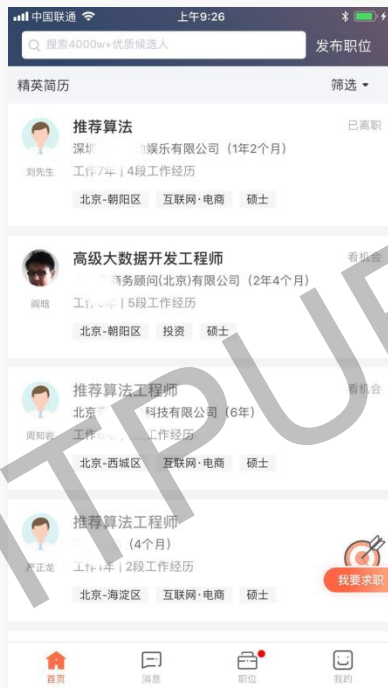 中国联通
上午9:26
搜索4000w+优质候选人
发布职位
精英简历
筛选
推荐算法
已离职
深圳 娱乐有限公司（1年2个月）
刘先生
工作7年 | 4段工作经历
北京-朝阳区 互联网·电商 硕士
高级大数据开发工程师
看机会
商务顾问(北京)有限公司（2年4个月）
阎晗
工作 年 | 5段工作经历
北京-朝阳区 投资 硕士
推荐算法工程师
看机会
北京 科技有限公司（6年）
周知岩
工作 工作经历
北京-西城区 互联网·电商 硕士
推荐算法工程师
（4个月）
严正龙
工作1年 | 2段工作经历
北京-海淀区 互联网·电商 硕士
我要求职
首页
消息
职位
我的
ITPUB